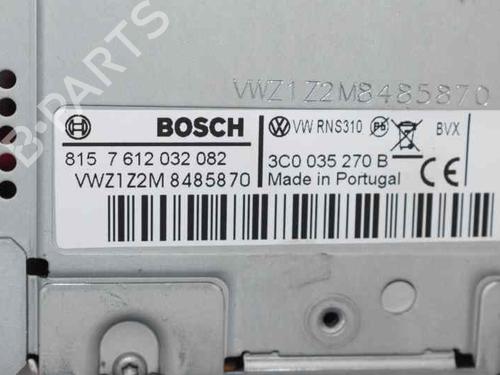 VWZ1Z2M8485870
BOSCH
VW RNS310
BVX
815 7 612 032 082
3C0 035 270 B
VWZ1Z2M 8485870
Made in Portugal
CE
B-PARTS